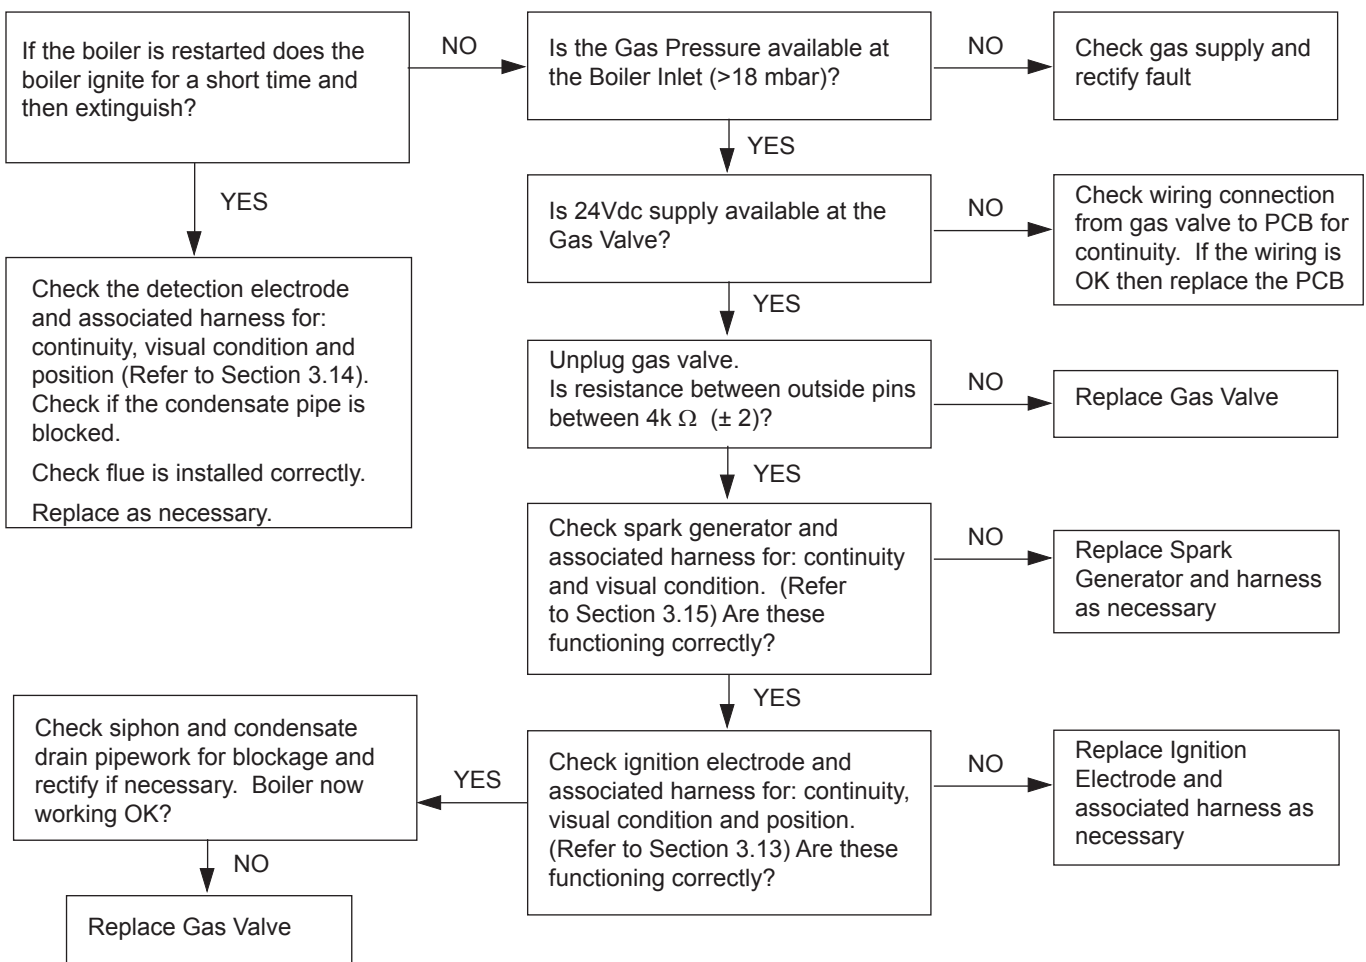 If the boiler is restarted does the
boiler ignite for a short time and
then extinguish?
NO
Is the Gas Pressure available at
the Boiler Inlet (>18 mbar)?
NO
Check gas supply and
rectify fault
YES
YES
Is 24Vdc supply available at the
Gas Valve?
NO
Check wiring connection
from gas valve to PCB for
continuity. If the wiring is
OK then replace the PCB
Check the detection electrode
and associated harness for:
continuity, visual condition and
position (Refer to Section 3.14).
Check if the condensate pipe is
blocked.
Check flue is installed correctly.
Replace as necessary.
YES
Unplug gas valve.
Is resistance between outside pins
between 4k Ω (± 2)?
NO
Replace Gas Valve
YES
Check spark generator and
associated harness for: continuity
and visual condition. (Refer
to Section 3.15) Are these
functioning correctly?
NO
Replace Spark
Generator and harness
as necessary
YES
Check ignition electrode and
associated harness for: continuity,
visual condition and position.
(Refer to Section 3.13) Are these
functioning correctly?
NO
Replace Ignition
Electrode and
associated harness as
necessary
YES
Check siphon and condensate
drain pipework for blockage and
rectify if necessary. Boiler now
working OK?
NO
Replace Gas Valve